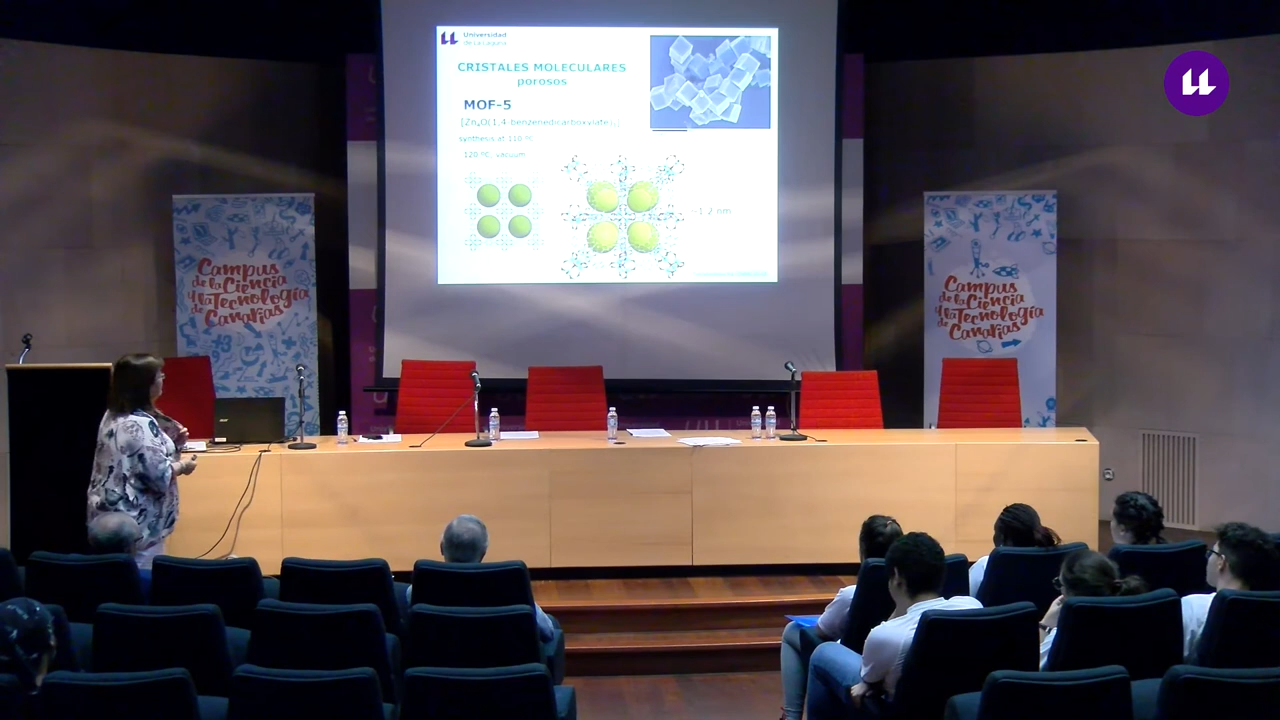 Universidad
de La Laguna
CRISTALES MOLECULARES
porosos
MOF-5
[Zn₄O(1,4-benzenedicarboxylate)₃]
synthesis at 110 ºC
120 ºC, vacuum
~1.2 nm
Campus
de la Ciencia
y la Tecnología
de Canarias
Campus
de la Ciencia
y la Tecnología
de Canarias